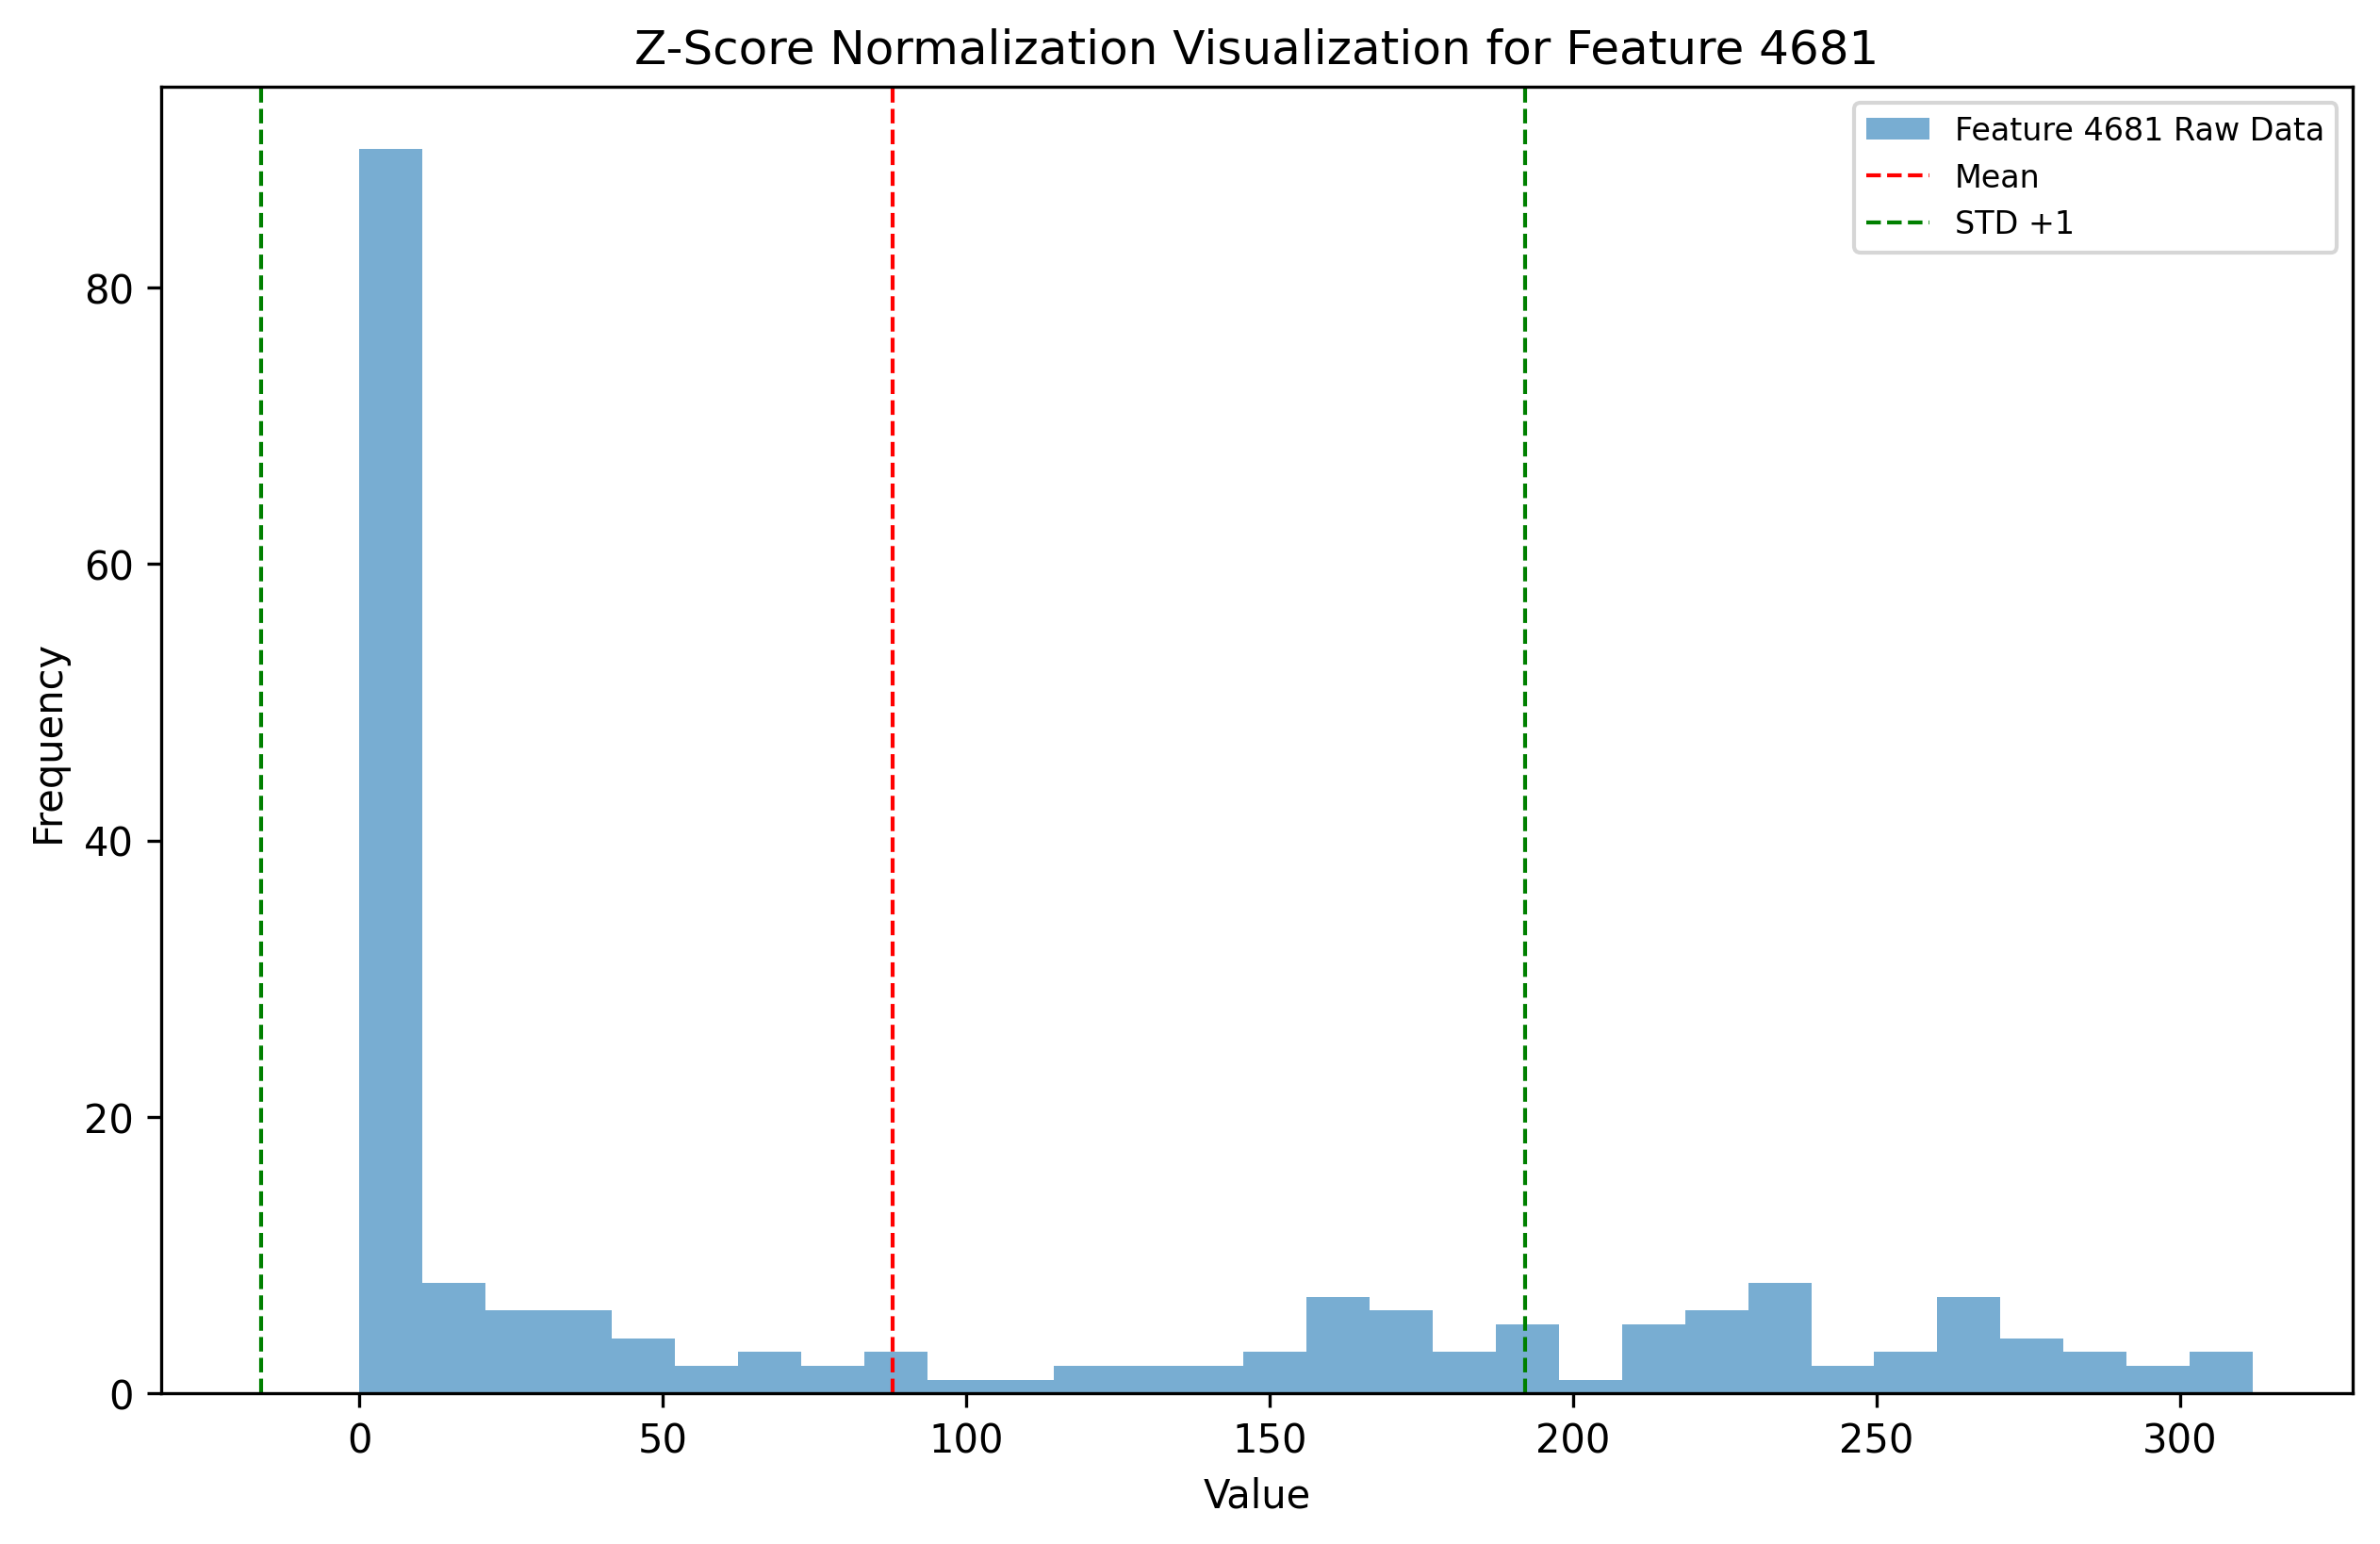 Z-Score Normalization Visualization for Feature 4681
Feature 4681 Raw Data
Mean
STD +1
80
60
40
20
0
Frequency
0 50 100 150 200 250 300
Value